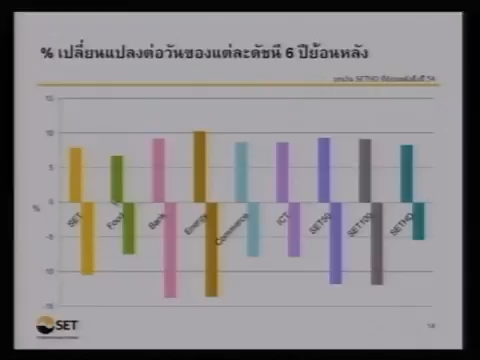 % เปลี่ยนแปลงต่อวันของแต่ละดัชนี 6 ปีย้อนหลัง
15
10
5
0
-5
-10
-15
%
SET
Food
Bank
Energy
Commerce
ICT
SET50
SET100
SETHD
SET